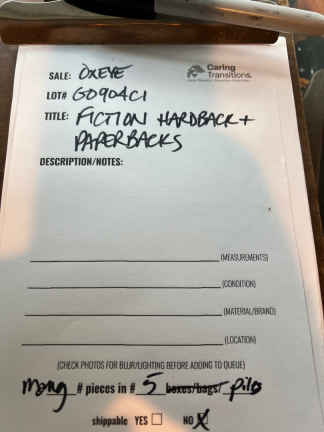 SALE: OXEYE
Caring Transitions.
LOT# G0904C1
TITLE: FICTION HARDBACK +
PAPERBACKS
DESCRIPTION/NOTES:
(MEASUREMENTS)
(CONDITION)
(MATERIAL/BRAND)
(LOCATION)
(CHECK PHOTOS FOR BLUR/LIGHTING BEFORE ADDING TO QUEUE)
Many # pieces in # 5 boxes/bags/ pile
shippable YES ☐ NO ☒